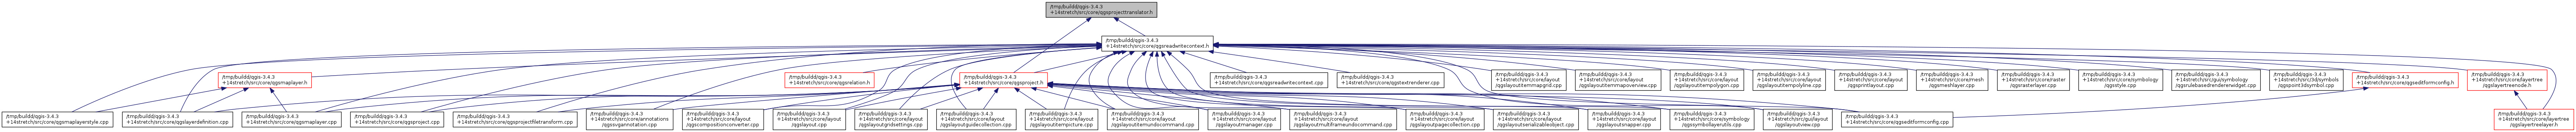 /tmp/buildd/qgis-3.4.3
+14stretch/src/core/qgsprojecttranslator.h
/tmp/buildd/qgis-3.4.3
+14stretch/src/core/qgsreadwritecontext.h
/tmp/buildd/qgis-3.4.3
+14stretch/src/core/qgsmaplayer.h
/tmp/buildd/qgis-3.4.3
+14stretch/src/core/qgsrelation.h
/tmp/buildd/qgis-3.4.3
+14stretch/src/core/qgsproject.h
/tmp/buildd/qgis-3.4.3
+14stretch/src/core/qgsreadwritecontext.cpp
/tmp/buildd/qgis-3.4.3
+14stretch/src/core/qgstextrenderer.cpp
/tmp/buildd/qgis-3.4.3
+14stretch/src/core/layout
/qgslayoutitemmapgrid.cpp
/tmp/buildd/qgis-3.4.3
+14stretch/src/core/layout
/qgslayoutitemmapoverview.cpp
/tmp/buildd/qgis-3.4.3
+14stretch/src/core/layout
/qgslayoutitempolygon.cpp
/tmp/buildd/qgis-3.4.3
+14stretch/src/core/layout
/qgslayoutitempolyline.cpp
/tmp/buildd/qgis-3.4.3
+14stretch/src/core/layout
/qgsprintlayout.cpp
/tmp/buildd/qgis-3.4.3
+14stretch/src/core/mesh
/qgsmeshlayer.cpp
/tmp/buildd/qgis-3.4.3
+14stretch/src/core/raster
/qgsrasterlayer.cpp
/tmp/buildd/qgis-3.4.3
+14stretch/src/core/symbology
/qgsstyle.cpp
/tmp/buildd/qgis-3.4.3
+14stretch/src/gui/symbology
/qgsrulebasedrendererwidget.cpp
/tmp/buildd/qgis-3.4.3
+14stretch/src/3d/symbols
/qgspoint3dsymbol.cpp
/tmp/buildd/qgis-3.4.3
+14stretch/src/core/qgseditformconfig.h
/tmp/buildd/qgis-3.4.3
+14stretch/src/core/layertree
/qgslayertreenode.h
/tmp/buildd/qgis-3.4.3
+14stretch/src/core/qgsmaplayerstyle.cpp
/tmp/buildd/qgis-3.4.3
+14stretch/src/core/qgslayerdefinition.cpp
/tmp/buildd/qgis-3.4.3
+14stretch/src/core/qgsmaplayer.cpp
/tmp/buildd/qgis-3.4.3
+14stretch/src/core/qgsproject.cpp
/tmp/buildd/qgis-3.4.3
+14stretch/src/core/qgsprojectfiletransform.cpp
/tmp/buildd/qgis-3.4.3
+14stretch/src/core/annotations
/qgssvgannotation.cpp
/tmp/buildd/qgis-3.4.3
+14stretch/src/core/layout
/qgscompositionconverter.cpp
/tmp/buildd/qgis-3.4.3
+14stretch/src/core/layout
/qgslayout.cpp
/tmp/buildd/qgis-3.4.3
+14stretch/src/core/layout
/qgslayoutgridsettings.cpp
/tmp/buildd/qgis-3.4.3
+14stretch/src/core/layout
/qgslayoutguidecollection.cpp
/tmp/buildd/qgis-3.4.3
+14stretch/src/core/layout
/qgslayoutitempicture.cpp
/tmp/buildd/qgis-3.4.3
+14stretch/src/core/layout
/qgslayoutitemundocommand.cpp
/tmp/buildd/qgis-3.4.3
+14stretch/src/core/layout
/qgslayoutmanager.cpp
/tmp/buildd/qgis-3.4.3
+14stretch/src/core/layout
/qgslayoutmultiframeundocommand.cpp
/tmp/buildd/qgis-3.4.3
+14stretch/src/core/layout
/qgslayoutpagecollection.cpp
/tmp/buildd/qgis-3.4.3
+14stretch/src/core/layout
/qgslayoutserializableobject.cpp
/tmp/buildd/qgis-3.4.3
+14stretch/src/core/layout
/qgslayoutsnapper.cpp
/tmp/buildd/qgis-3.4.3
+14stretch/src/core/symbology
/qgssymbollayerutils.cpp
/tmp/buildd/qgis-3.4.3
+14stretch/src/gui/layout
/qgslayoutview.cpp
/tmp/buildd/qgis-3.4.3
+14stretch/src/core/qgseditformconfig.cpp
/tmp/buildd/qgis-3.4.3
+14stretch/src/core/layertree
/qgslayertreelayer.h